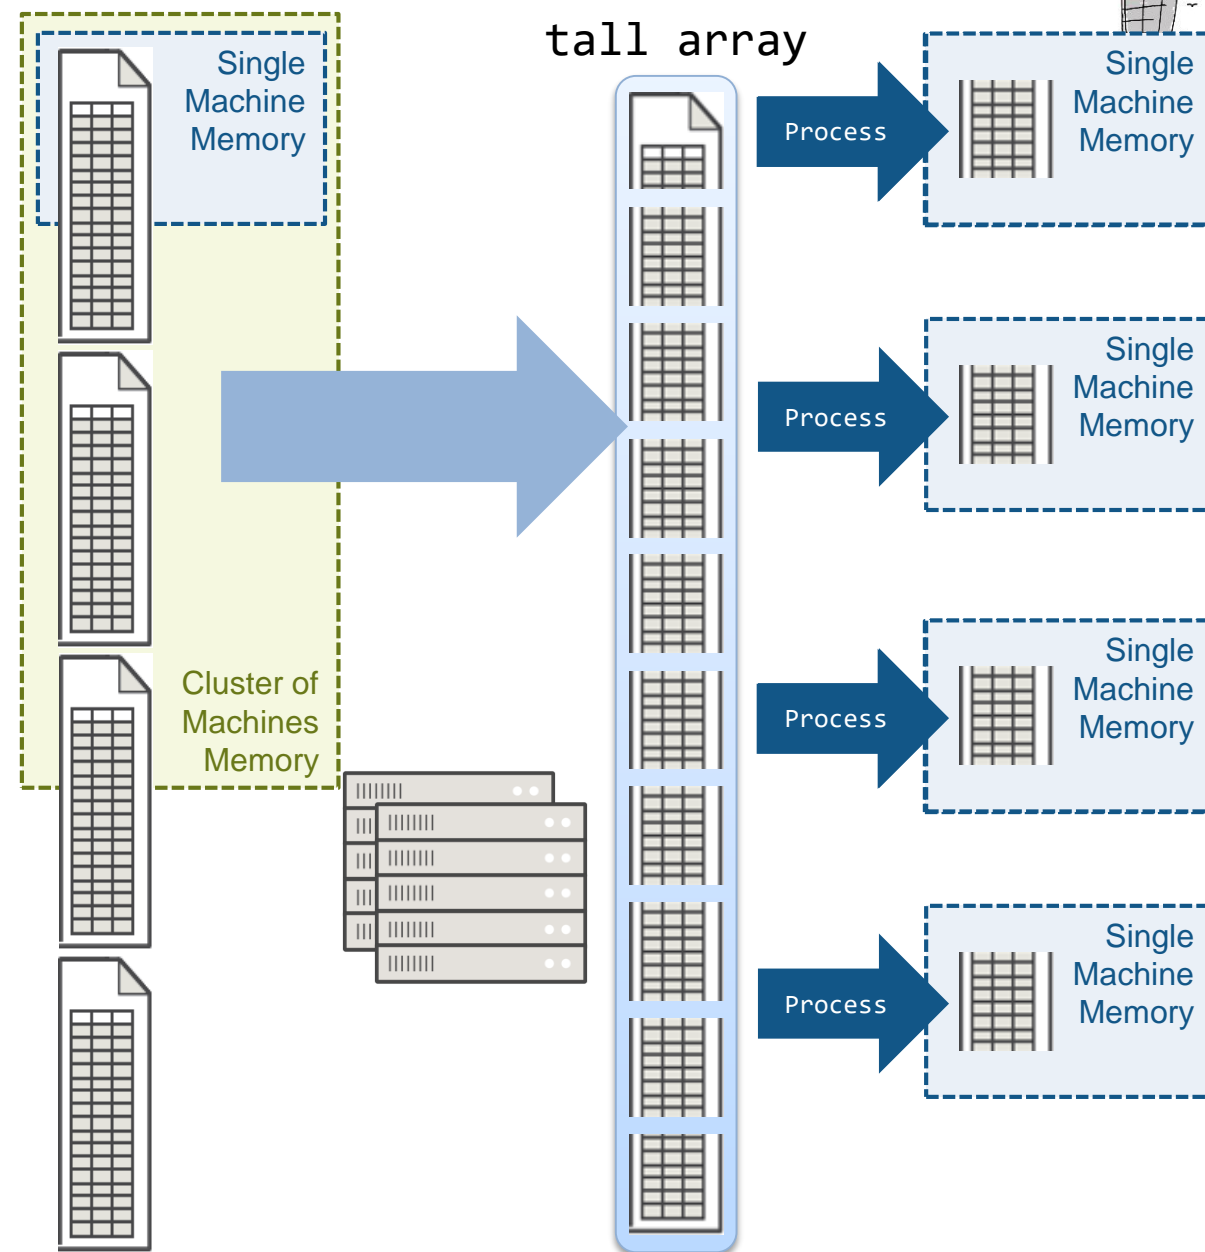 tall array
Single
Machine
Memory
Cluster of
Machines
Memory
Process
Single
Machine
Memory
Process
Single
Machine
Memory
Process
Single
Machine
Memory
Process
Single
Machine
Memory